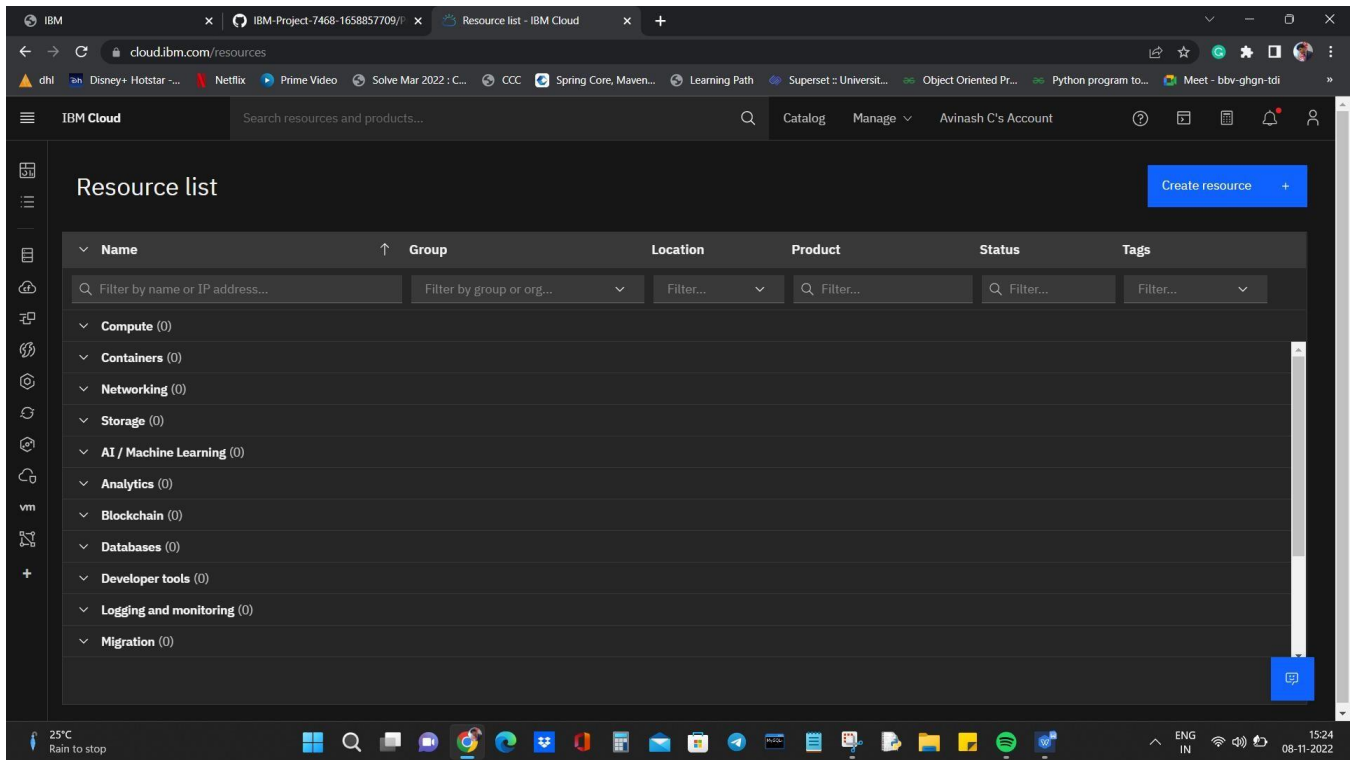 IBM
IBM-Project-7468-1658857709/P
Resource list - IBM Cloud
cloud.ibm.com/resources
dhl
Disney+ Hotstar -...
Netflix
Prime Video
Solve Mar 2022 : C...
CCC
Spring Core, Maven...
Learning Path
Superset :: Universit...
Object Oriented Pr...
Python program to...
Meet - bbv-ghgn-tdi
»
IBM Cloud
Search resources and products...
Catalog
Manage
Avinash C's Account
Resource list
Create resource +
Name
Group
Location
Product
Status
Tags
Filter by name or IP address...
Filter by group or org...
Filter...
Filter...
Filter...
Filter...
Compute (0)
Containers (0)
Networking (0)
Storage (0)
AI / Machine Learning (0)
Analytics (0)
Blockchain (0)
Databases (0)
Developer tools (0)
Logging and monitoring (0)
Migration (0)
vm
25°C
Rain to stop
ENG
IN
15:24
08-11-2022